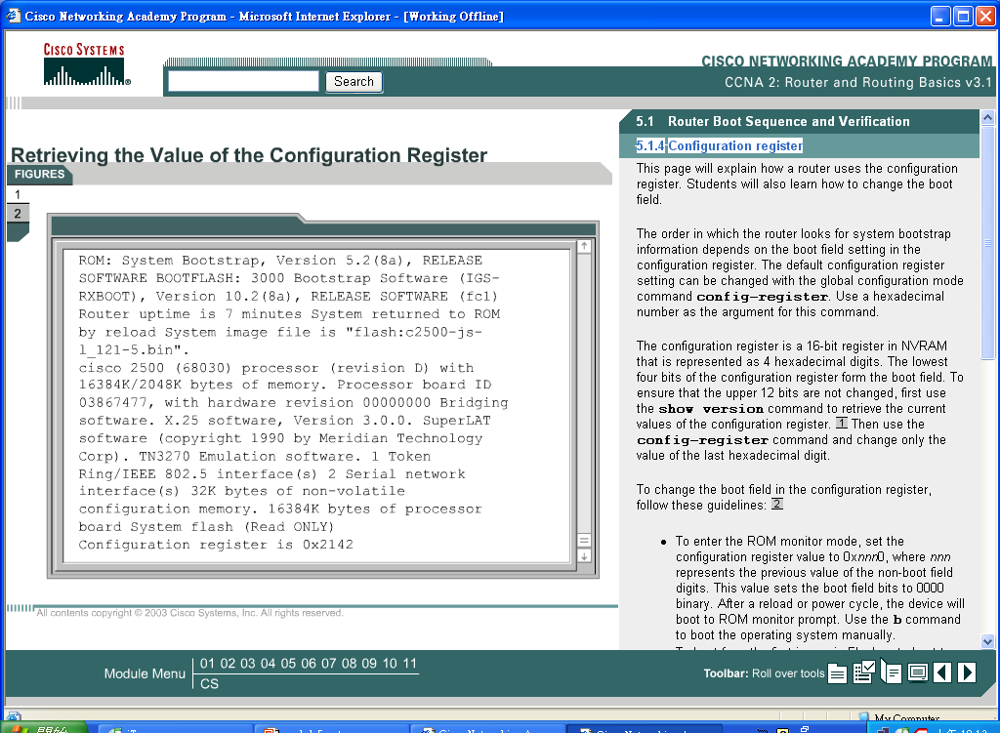 Cisco Networking Academy Program - Microsoft Internet Explorer - [Working Offline]
CISCO SYSTEMS
Search
CISCO NETWORKING ACADEMY PROGRAM
CCNA 2: Router and Routing Basics v3.1
Retrieving the Value of the Configuration Register
FIGURES
1
2
ROM: System Bootstrap, Version 5.2(8a), RELEASE
SOFTWARE BOOTFLASH: 3000 Bootstrap Software (IGS-
RXBOOT), Version 10.2(8a), RELEASE SOFTWARE (fc1)
Router uptime is 7 minutes System returned to ROM
by reload System image file is "flash:c2500-js-
l_121-5.bin".
cisco 2500 (68030) processor (revision D) with
16384K/2048K bytes of memory. Processor board ID
03867477, with hardware revision 00000000 Bridging
software. X.25 software, Version 3.0.0. SuperLAT
software (copyright 1990 by Meridian Technology
Corp). TN3270 Emulation software. 1 Token
Ring/IEEE 802.5 interface(s) 2 Serial network
interface(s) 32K bytes of non-volatile
configuration memory. 16384K bytes of processor
board System flash (Read ONLY)
Configuration register is 0x2142
All contents copyright © 2003 Cisco Systems, Inc. All rights reserved.
5.1 Router Boot Sequence and Verification
5.1.4 Configuration register
This page will explain how a router uses the configuration
register. Students will also learn how to change the boot
field.
The order in which the router looks for system bootstrap
information depends on the boot field setting in the
configuration register. The default configuration register
setting can be changed with the global configuration mode
command config-register. Use a hexadecimal
number as the argument for this command.
The configuration register is a 16-bit register in NVRAM
that is represented as 4 hexadecimal digits. The lowest
four bits of the configuration register form the boot field. To
ensure that the upper 12 bits are not changed, first use
the show version command to retrieve the current
values of the configuration register. 1 Then use the
config-register command and change only the
value of the last hexadecimal digit.
To change the boot field in the configuration register,
follow these guidelines: 2
• To enter the ROM monitor mode, set the
configuration register value to 0xnnn0, where nnn
represents the previous value of the non-boot field
digits. This value sets the boot field bits to 0000
binary. After a reload or power cycle, the device will
boot to ROM monitor prompt. Use the b command
to boot the operating system manually.
Module Menu
01 02 03 04 05 06 07 08 09 10 11
CS
Toolbar: Roll over tools
My Computer